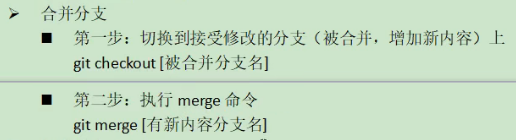 ➢ 合并分支
■ 第一步：切换到接受修改的分支（被合并，增加新内容）上
git checkout [被合并分支名]
■ 第二步：执行 merge 命令
git merge [有新内容分支名]